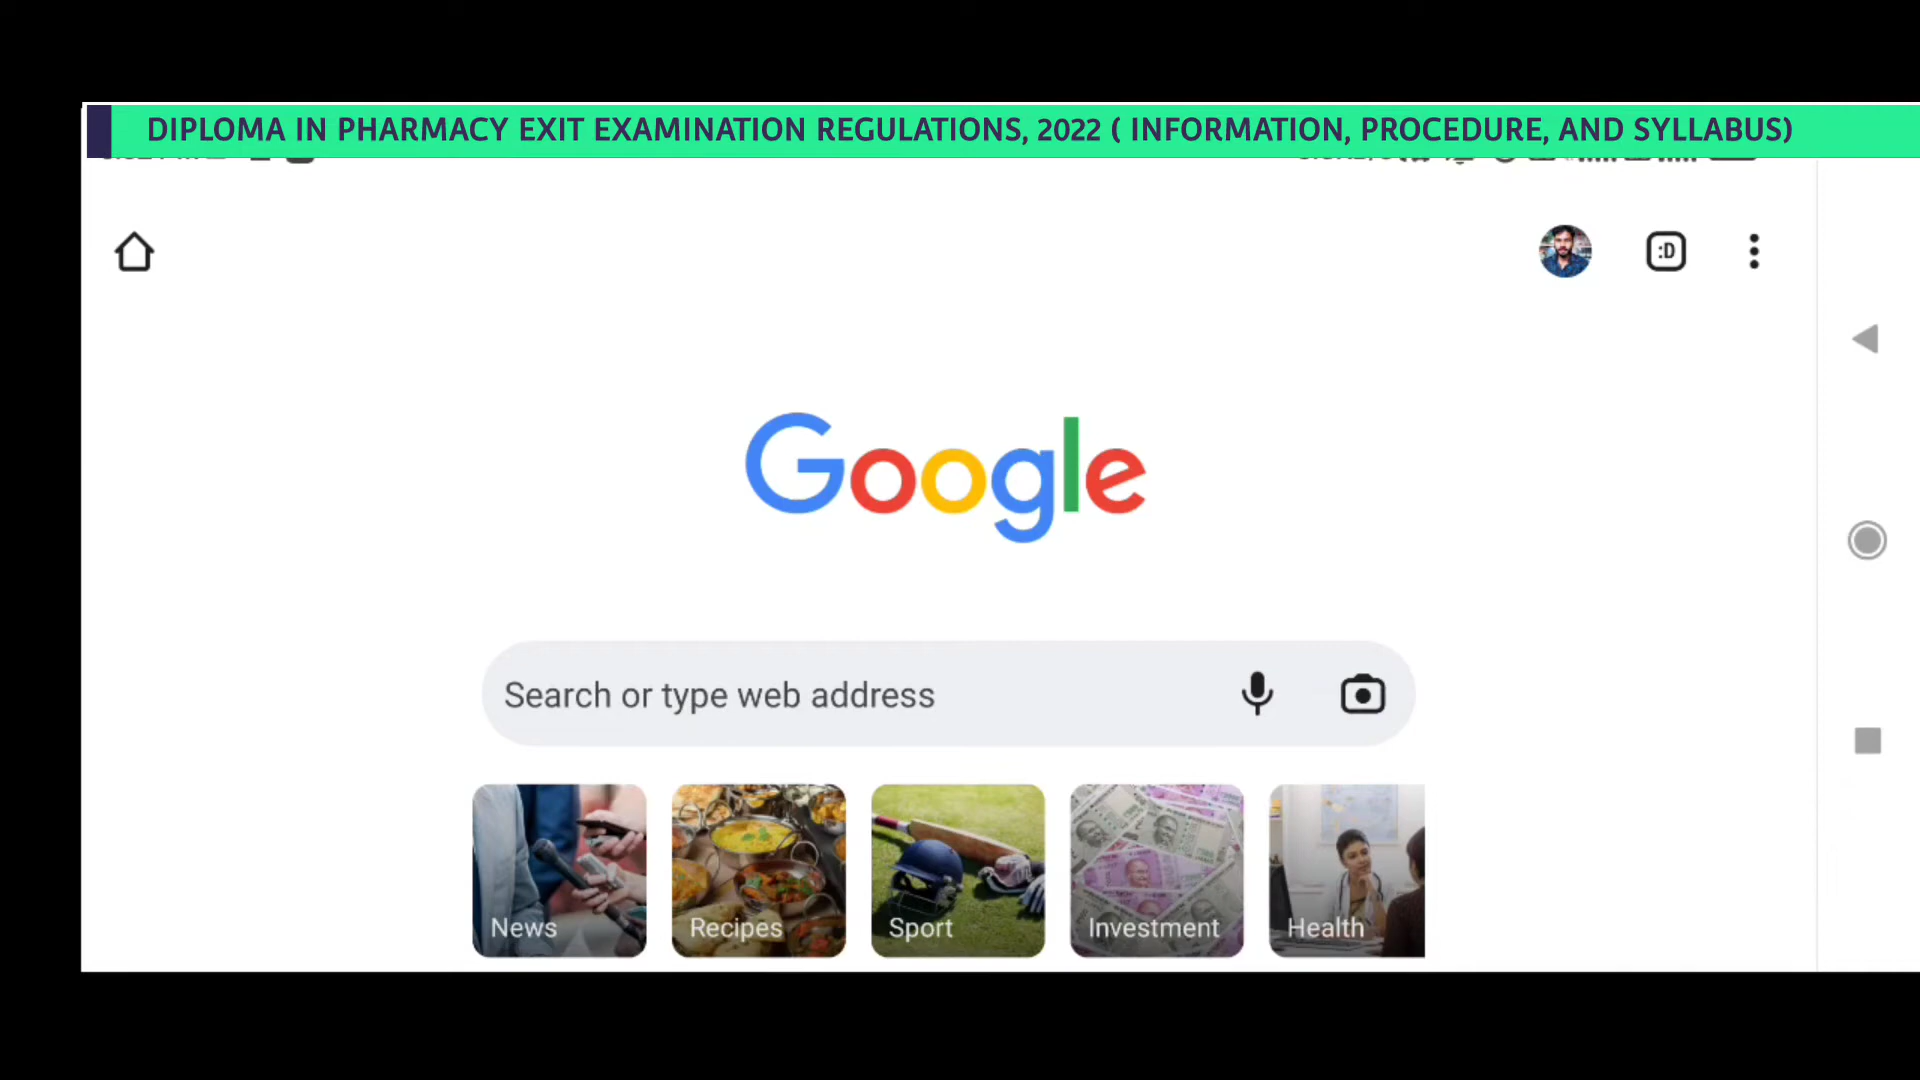 DIPLOMA IN PHARMACY EXIT EXAMINATION REGULATIONS, 2022 ( INFORMATION, PROCEDURE, AND SYLLABUS)
:D
Google
Search or type web address
News
Recipes
Sport
Investment
Health